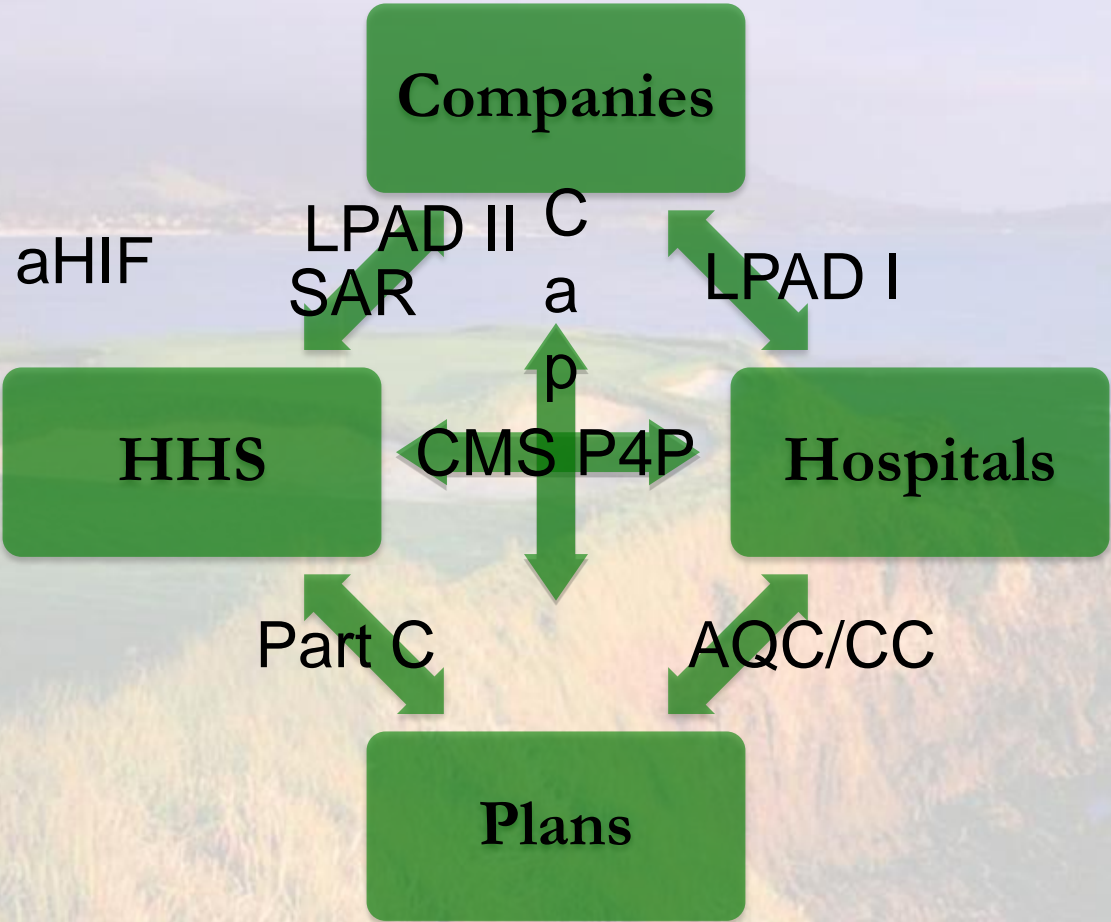 Companies
LPAD II
SAR
aHIF
C
a
p
LPAD I
HHS
CMS P4P
Hospitals
Part C
AQC/CC
Plans